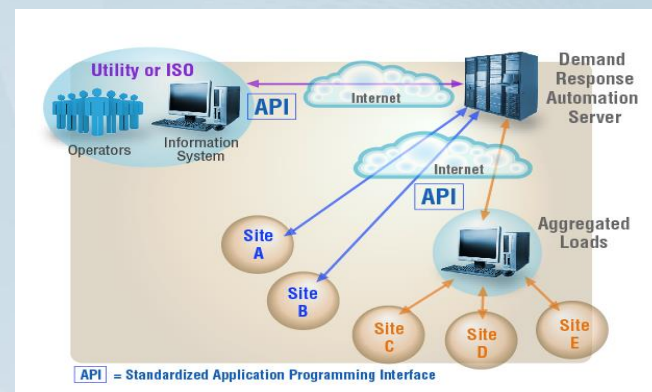 Utility or ISO
Operators
Information
System
API
Internet
Demand
Response
Automation
Server
Internet
API
Aggregated
Loads
Site
A
Site
B
Site
C
Site
D
Site
E
API = Standardized Application Programming Interface